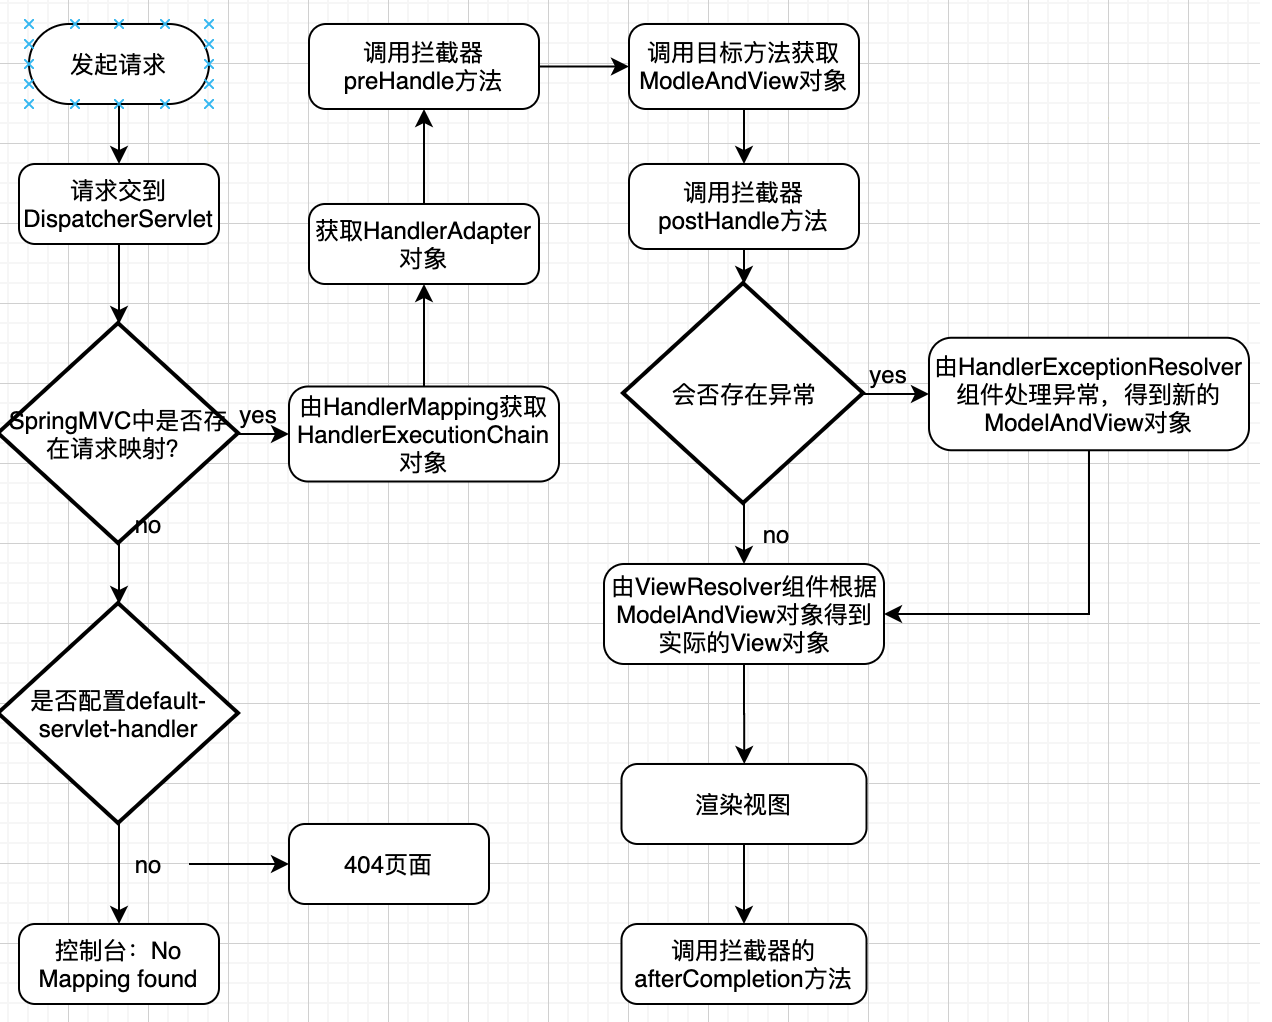 发起请求
请求交到
DispatcherServlet
SpringMVC中是否存
在请求映射?
yes
no
由HandlerMapping获取
HandlerExecutionChain
对象
获取HandlerAdapter
对象
调用拦截器
preHandle方法
调用目标方法获取
ModleAndView对象
调用拦截器
postHandle方法
会否存在异常
yes
由HandlerExceptionResolver
组件处理异常，得到新的
ModelAndView对象
no
由ViewResolver组件根据
ModelAndView对象得到
实际的View对象
渲染视图
调用拦截器的
afterCompletion方法
是否配置default-
servlet-handler
no
404页面
控制台：No
Mapping found